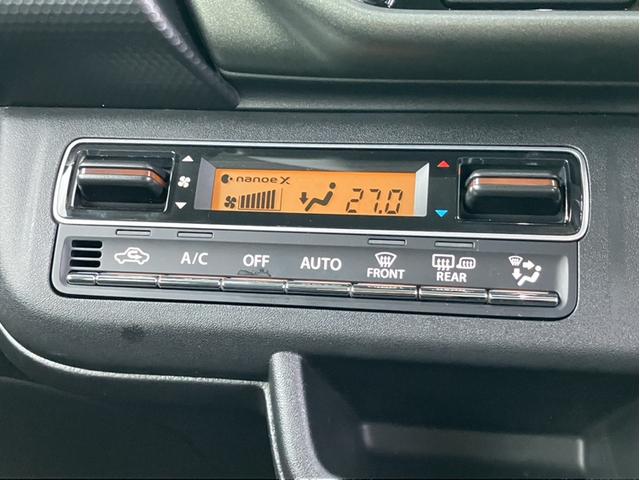 nanoe X
27.0
A/C OFF AUTO FRONT REAR